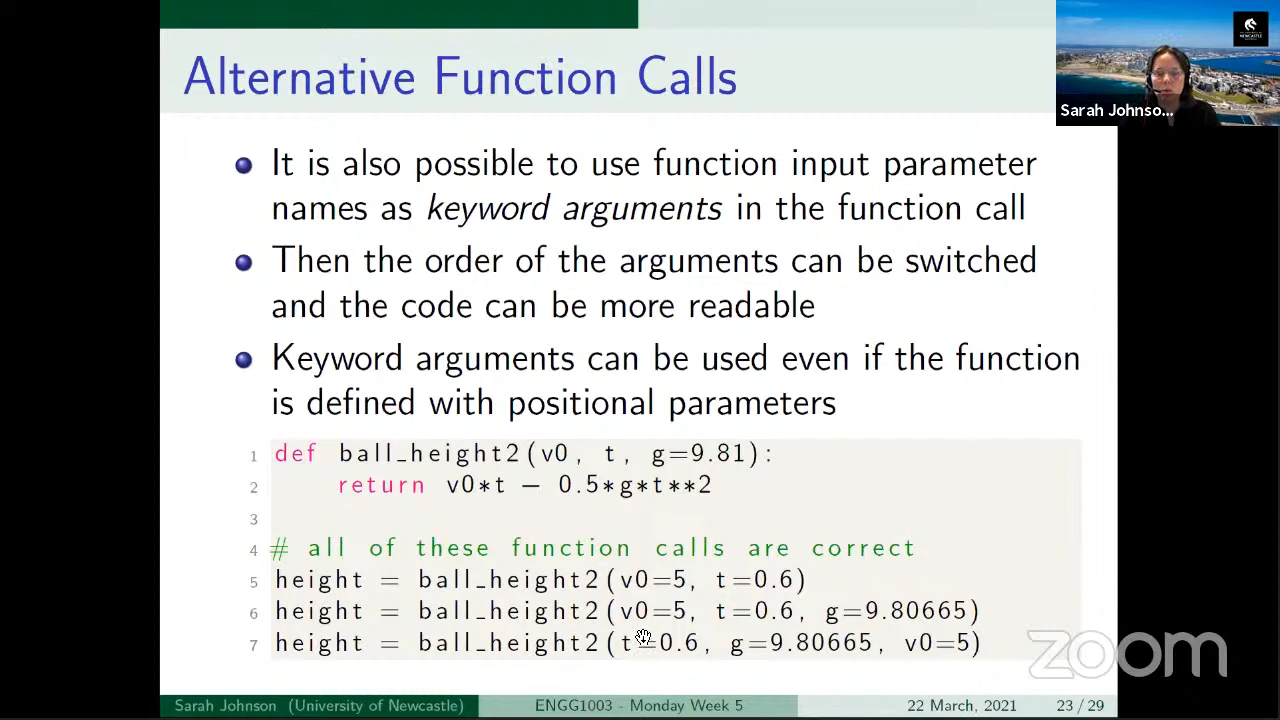 Alternative Function Calls
It is also possible to use function input parameter
names as keyword arguments in the function call
Then the order of the arguments can be switched
and the code can be more readable
Keyword arguments can be used even if the function
is defined with positional parameters
1 def ball_height2(v0, t, g=9.81):
2 return v0*t − 0.5*g*t**2
3
4 # all of these function calls are correct
5 height = ball_height2(v0=5, t=0.6)
6 height = ball_height2(v0=5, t=0.6, g=9.80665)
7 height = ball_height2(t=0.6, g=9.80665, v0=5)
Sarah Johnson (University of Newcastle) ENGG1003 - Monday Week 5 22 March, 2021 23 / 29
Sarah Johnso...
NEWCASTLE
zoom